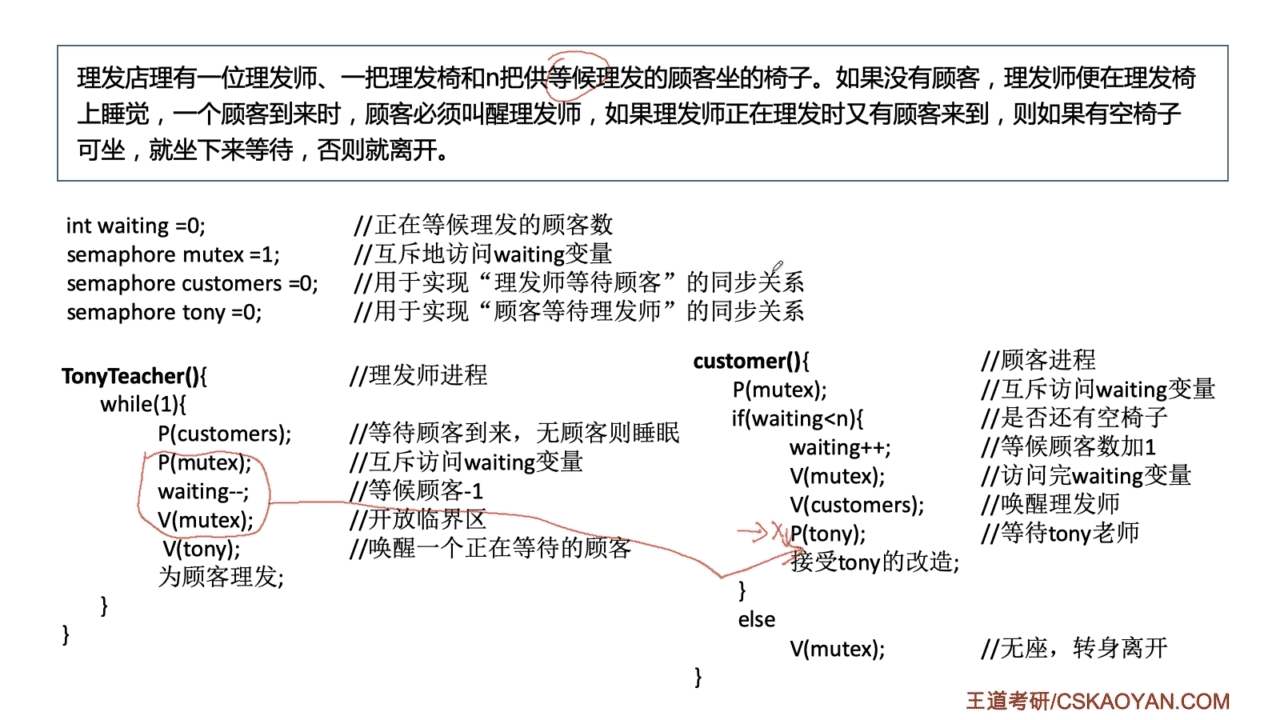 理发店理有一位理发师、一把理发椅和n把供等候理发的顾客坐的椅子。如果没有顾客，理发师便在理发椅
上睡觉，一个顾客到来时，顾客必须叫醒理发师，如果理发师正在理发时又有顾客来到，则如果有空椅子
可坐，就坐下来等待，否则就离开。
int waiting =0; //正在等候理发的顾客数
semaphore mutex =1; //互斥地访问waiting变量
semaphore customers =0; //用于实现“理发师等待顾客”的同步关系
semaphore tony =0; //用于实现“顾客等待理发师”的同步关系
TonyTeacher(){ //理发师进程
while(1){
P(customers); //等待顾客到来，无顾客则睡眠
P(mutex); //互斥访问waiting变量
waiting--; //等候顾客-1
V(mutex); //开放临界区
V(tony); //唤醒一个正在等待的顾客
为顾客理发;
}
}
customer(){ //顾客进程
P(mutex); //互斥访问waiting变量
if(waiting<n){ //是否还有空椅子
waiting++; //等候顾客数加1
V(mutex); //访问完waiting变量
V(customers); //唤醒理发师
P(tony); //等待tony老师
接受tony的改造;
}
else
V(mutex); //无座，转身离开
}
王道考研/CSKAOYAN.COM